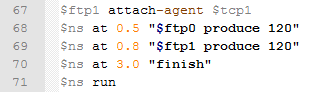 67 $ftp1 attach-agent $tcp1
68 $ns at 0.5 "$ftp0 produce 120"
69 $ns at 0.8 "$ftp1 produce 120"
70 $ns at 3.0 "finish"
71 $ns run